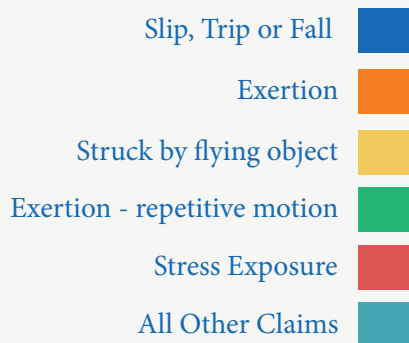 Slip, Trip or Fall
Exertion
Struck by flying object
Exertion - repetitive motion
Stress Exposure
All Other Claims